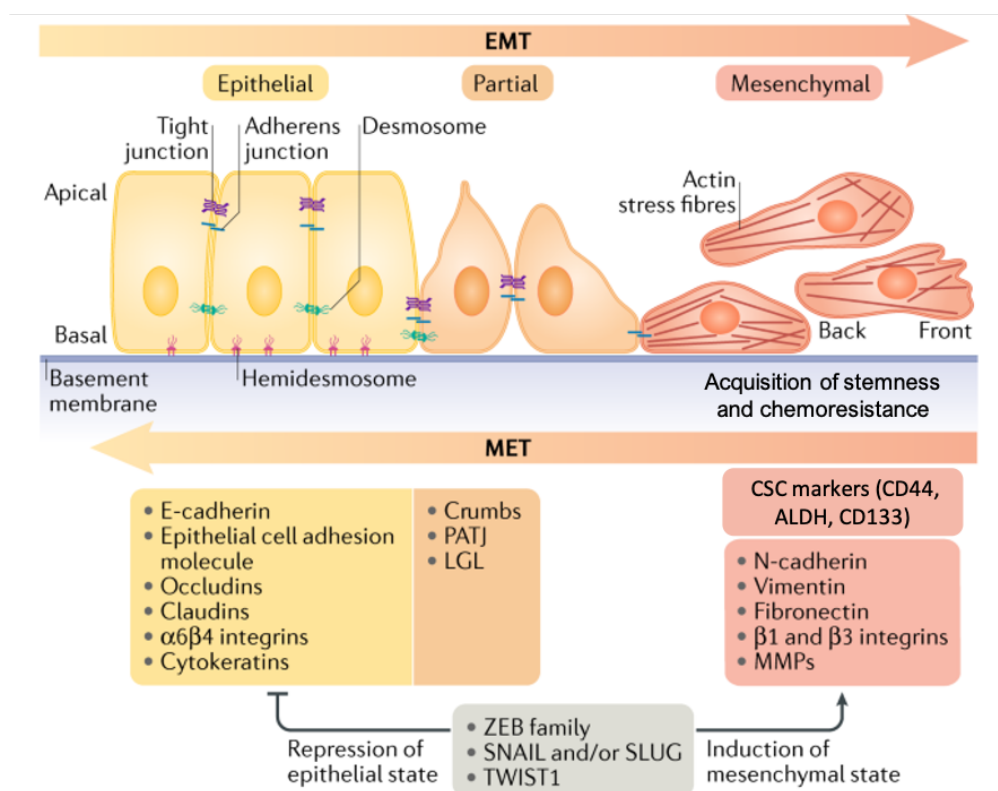 EMT
Epithelial
Partial
Mesenchymal
Tight
junction
Adherens
junction
Desmosome
Apical
Actin
stress fibres
Basal
Back
Front
Basement
membrane
Hemidesmosome
Acquisition of stemness
and chemoresistance
MET
• E-cadherin
• Epithelial cell adhesion
molecule
• Occludins
• Claudins
• α6β4 integrins
• Cytokeratins
• Crumbs
• PATJ
• LGL
CSC markers (CD44,
ALDH, CD133)
• N-cadherin
• Vimentin
• Fibronectin
• β1 and β3 integrins
• MMPs
Repression of
epithelial state
• ZEB family
• SNAIL and/or SLUG
• TWIST1
Induction of
mesenchymal state